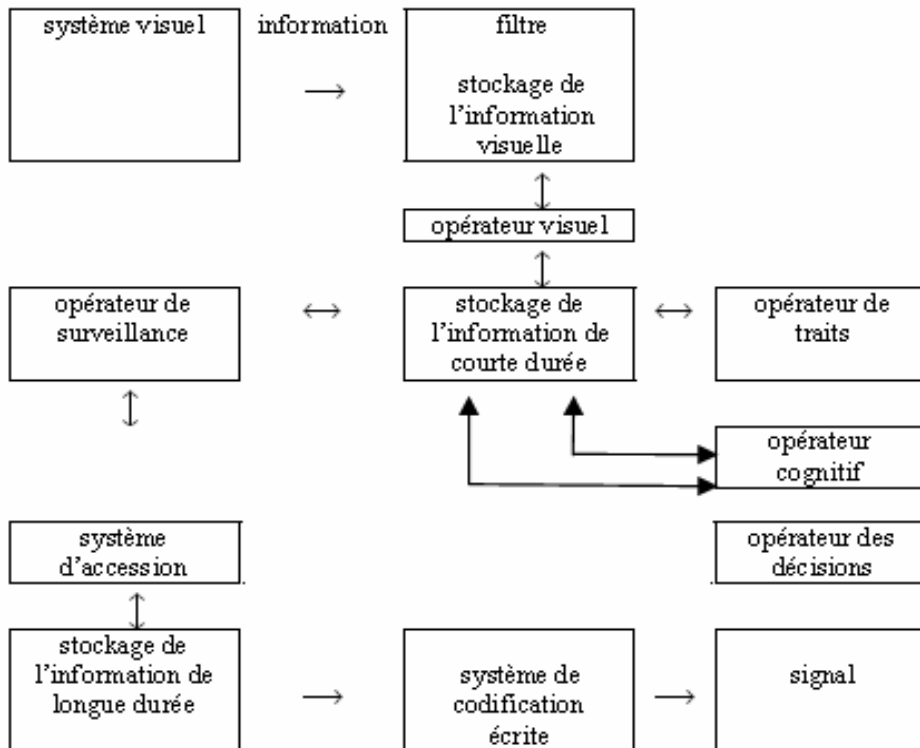 système visuel
information
filtre
stockage de
l'information
visuelle
opérateur visuel
opérateur de
surveillance
stockage de
l'information de
courte durée
opérateur de
traits
opérateur
cognitif
système
d'accession
opérateur des
décisions
stockage de
l'information de
longue durée
système de
codification
écrite
signal